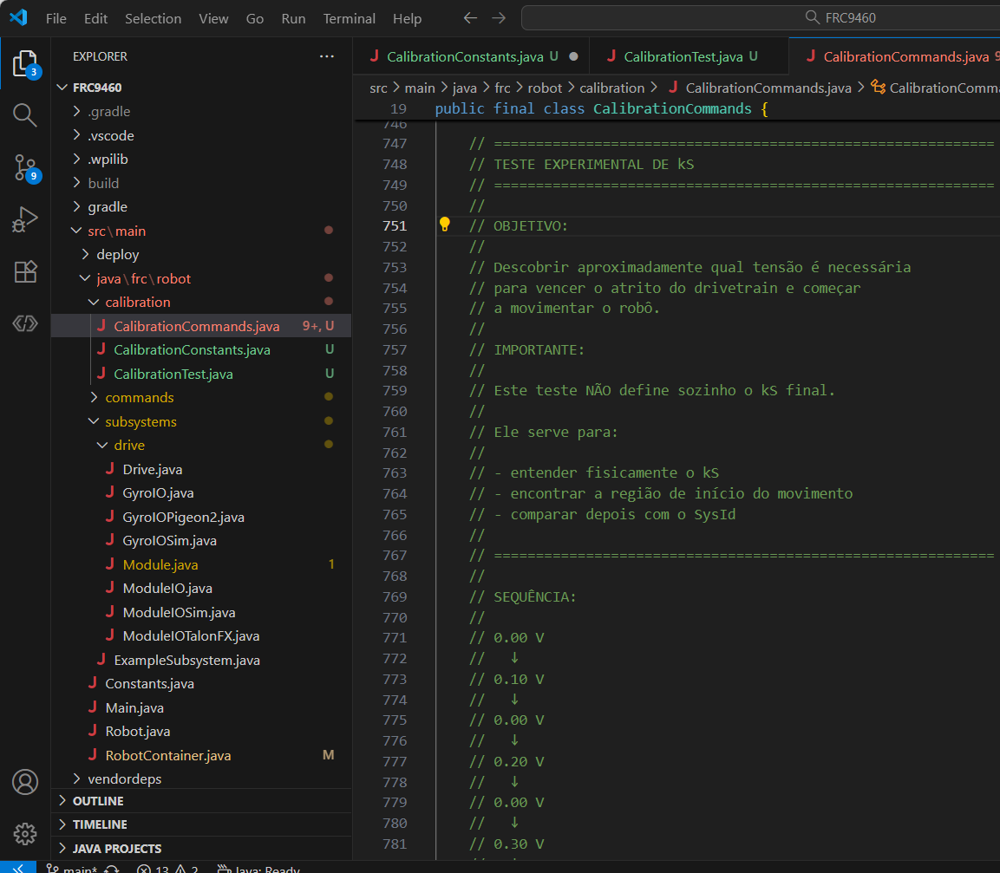 File Edit Selection View Go Run Terminal Help
FRC9460
EXPLORER
FRC9460
.gradle
.vscode
.wpilib
build
gradle
src\main
deploy
java\frc\robot
calibration
CalibrationCommands.java 9+, U
CalibrationConstants.java U
CalibrationTest.java U
commands
subsystems
drive
Drive.java
GyroIO.java
GyroIOPigeon2.java
GyroIOSim.java
Module.java 1
ModuleIO.java
ModuleIOSim.java
ModuleIOTalonFX.java
ExampleSubsystem.java
Constants.java
Main.java
Robot.java
RobotContainer.java M
vendordeps
OUTLINE
TIMELINE
JAVA PROJECTS
3
9
main* 13 2 Java: Ready
CalibrationConstants.java U CalibrationTest.java U CalibrationCommands.java 9
src > main > java > frc > robot > calibration > CalibrationCommands.java > CalibrationComm
19 public final class CalibrationCommands {
746
747 // ============================================================
748 // TESTE EXPERIMENTAL DE kS
749 // ============================================================
750 //
751 // OBJETIVO:
752 //
753 // Descobrir aproximadamente qual tensão é necessária
754 // para vencer o atrito do drivetrain e começar
755 // a movimentar o robô.
756 //
757 // IMPORTANTE:
758 //
759 // Este teste NÃO define sozinho o kS final.
760 //
761 // Ele serve para:
762 //
763 // - entender fisicamente o kS
764 // - encontrar a região de início do movimento
765 // - comparar depois com o SysId
766 //
767 // ============================================================
768 //
769 // SEQUÊNCIA:
770 //
771 // 0.00 V
772 // ↓
773 // 0.10 V
774 // ↓
775 // 0.00 V
776 // ↓
777 // 0.20 V
778 // ↓
779 // 0.00 V
780 // ↓
781 // 0.30 V